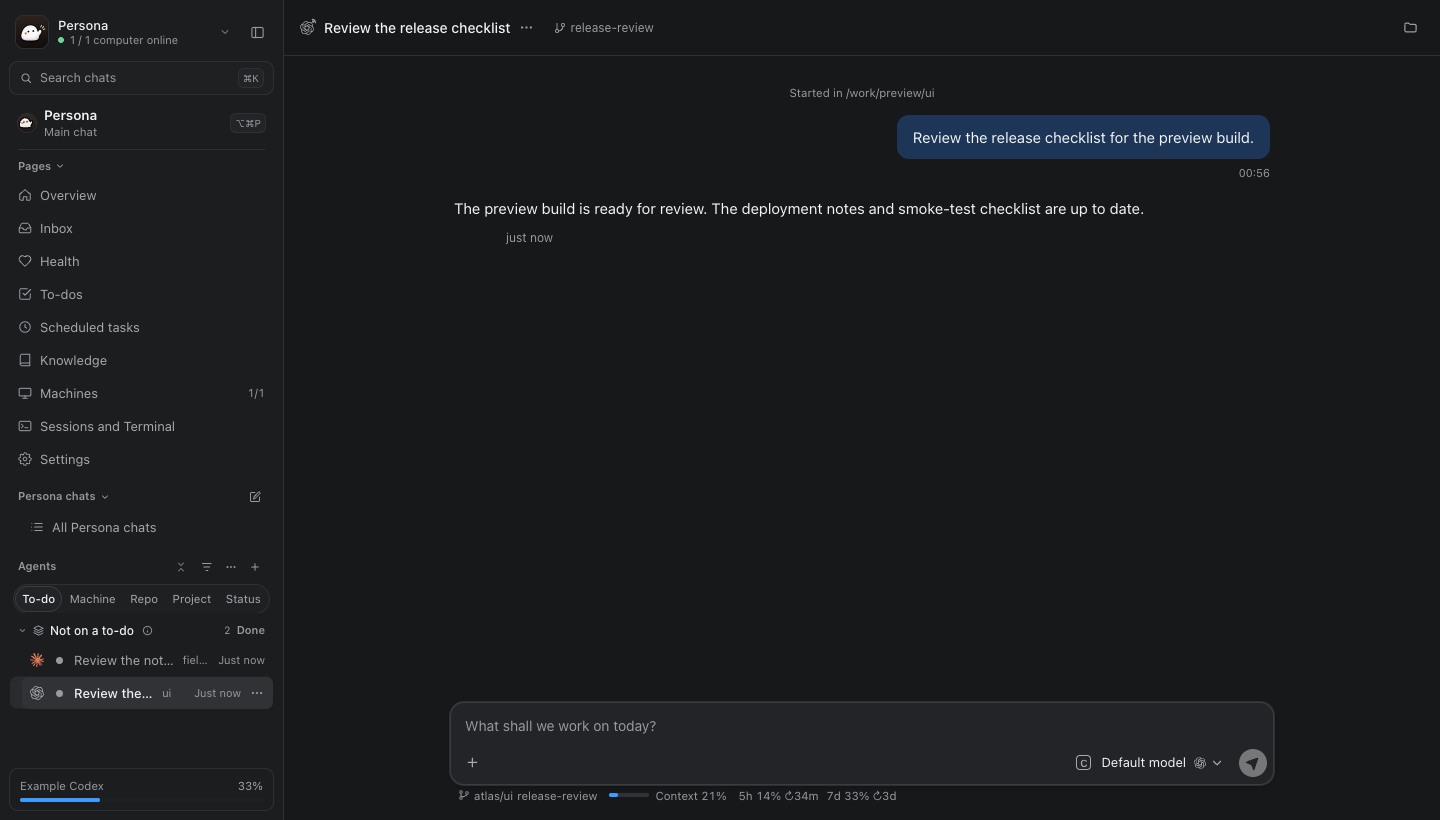 Persona
1 / 1 computer online
Search chats
⌘K
Persona
Main chat
⌥⌘P
Pages
Overview
Inbox
Health
To-dos
Scheduled tasks
Knowledge
Machines 1/1
Sessions and Terminal
Settings
Persona chats
All Persona chats
Agents
To-do Machine Repo Project Status
Not on a to-do 2 Done
Review the not... fiel... Just now
Review the... ui Just now
Example Codex 33%
Review the release checklist
release-review
Started in /work/preview/ui
Review the release checklist for the preview build.
00:56
The preview build is ready for review. The deployment notes and smoke-test checklist are up to date.
just now
What shall we work on today?
C Default model
atlas/ui release-review Context 21% 5h 14% ↻34m 7d 33% ↻3d